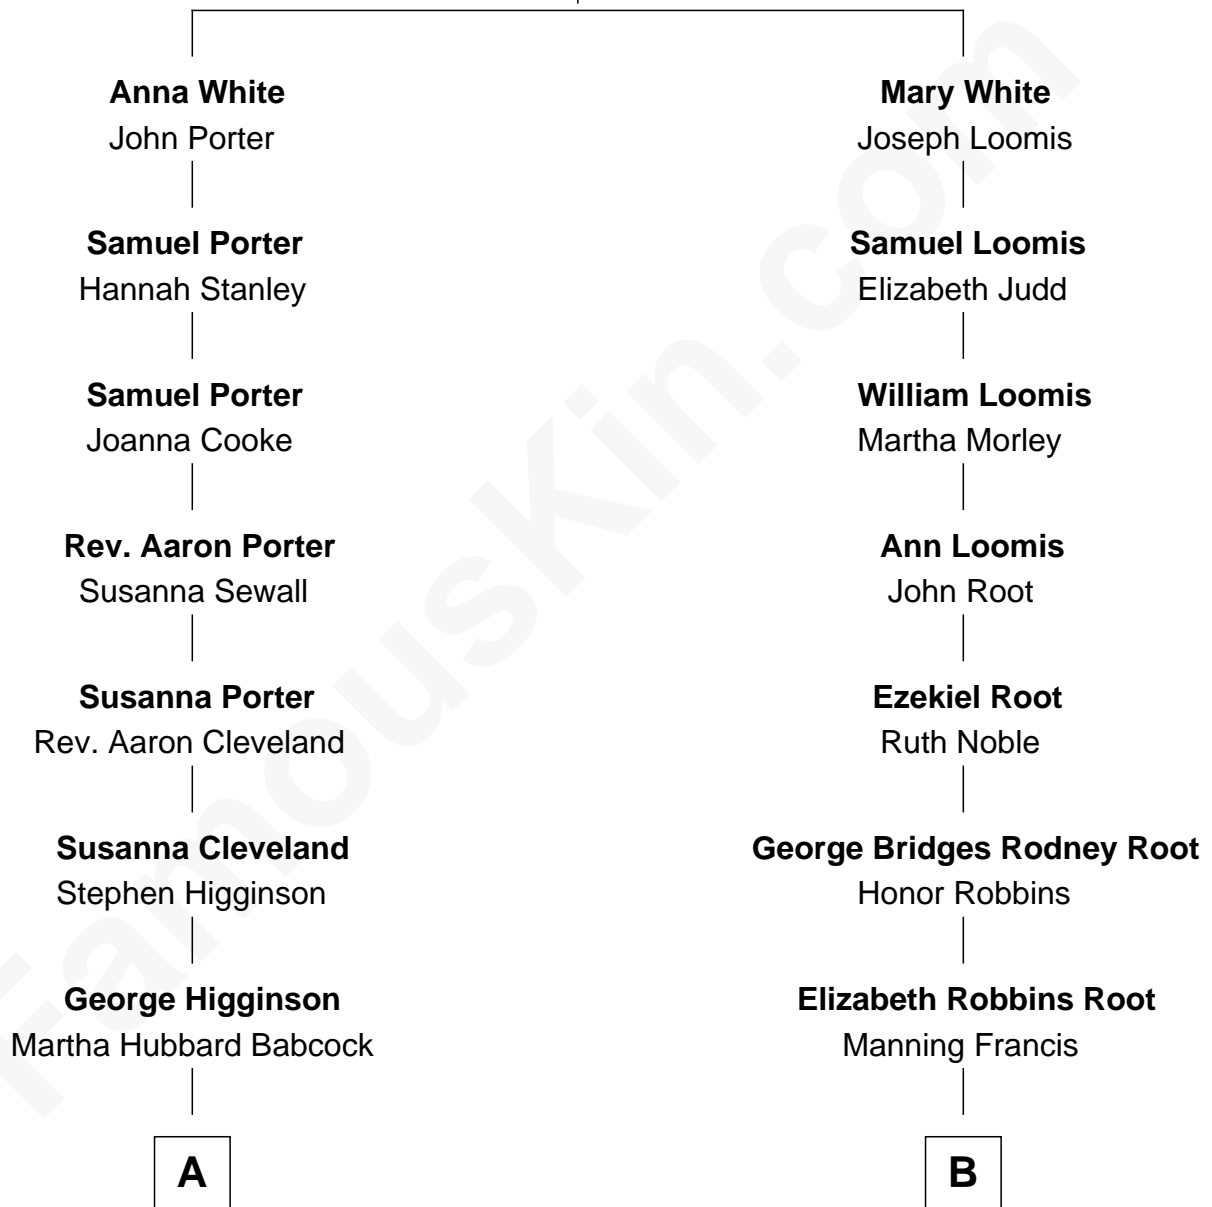 Anna White
John Porter
Samuel Porter
Hannah Stanley
Samuel Porter
Joanna Cooke
Rev. Aaron Porter
Susanna Sewall
Susanna Porter
Rev. Aaron Cleveland
Susanna Cleveland
Stephen Higginson
George Higginson
Martha Hubbard Babcock
A
Mary White
Joseph Loomis
Samuel Loomis
Elizabeth Judd
William Loomis
Martha Morley
Ann Loomis
John Root
Ezekiel Root
Ruth Noble
George Bridges Rodney Root
Honor Robbins
Elizabeth Robbins Root
Manning Francis
B
FamousKin.com